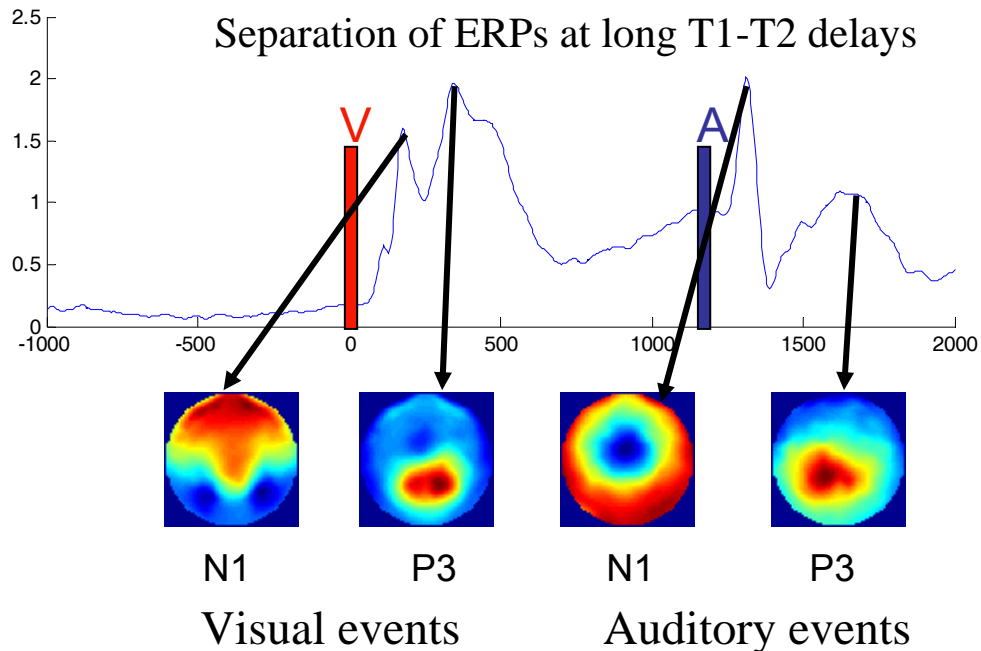 Separation of ERPs at long T1-T2 delays
2.5
2
1.5
1
0.5
0
V
A
-1000 -500 0 500 1000 1500 2000
N1 P3 N1 P3
Visual events Auditory events